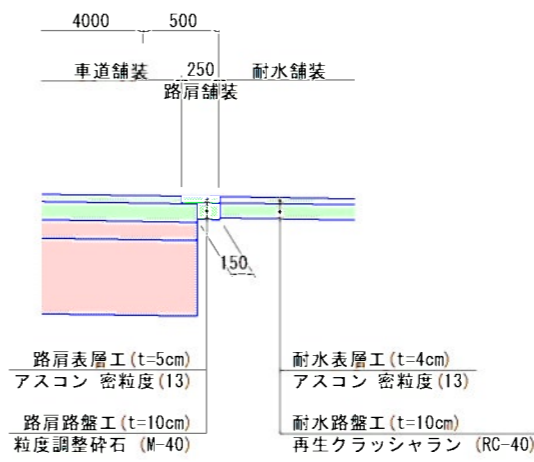 4000 500
車道舗装 250 耐水舗装
路肩舗装
150
路肩表層工(t=5cm)
アスコン 密粒度(13)
耐水表層工(t=4cm)
アスコン 密粒度(13)
路肩路盤工(t=10cm)
粒度調整砕石 (M-40)
耐水路盤工(t=10cm)
再生クラッシャラン (RC-40)